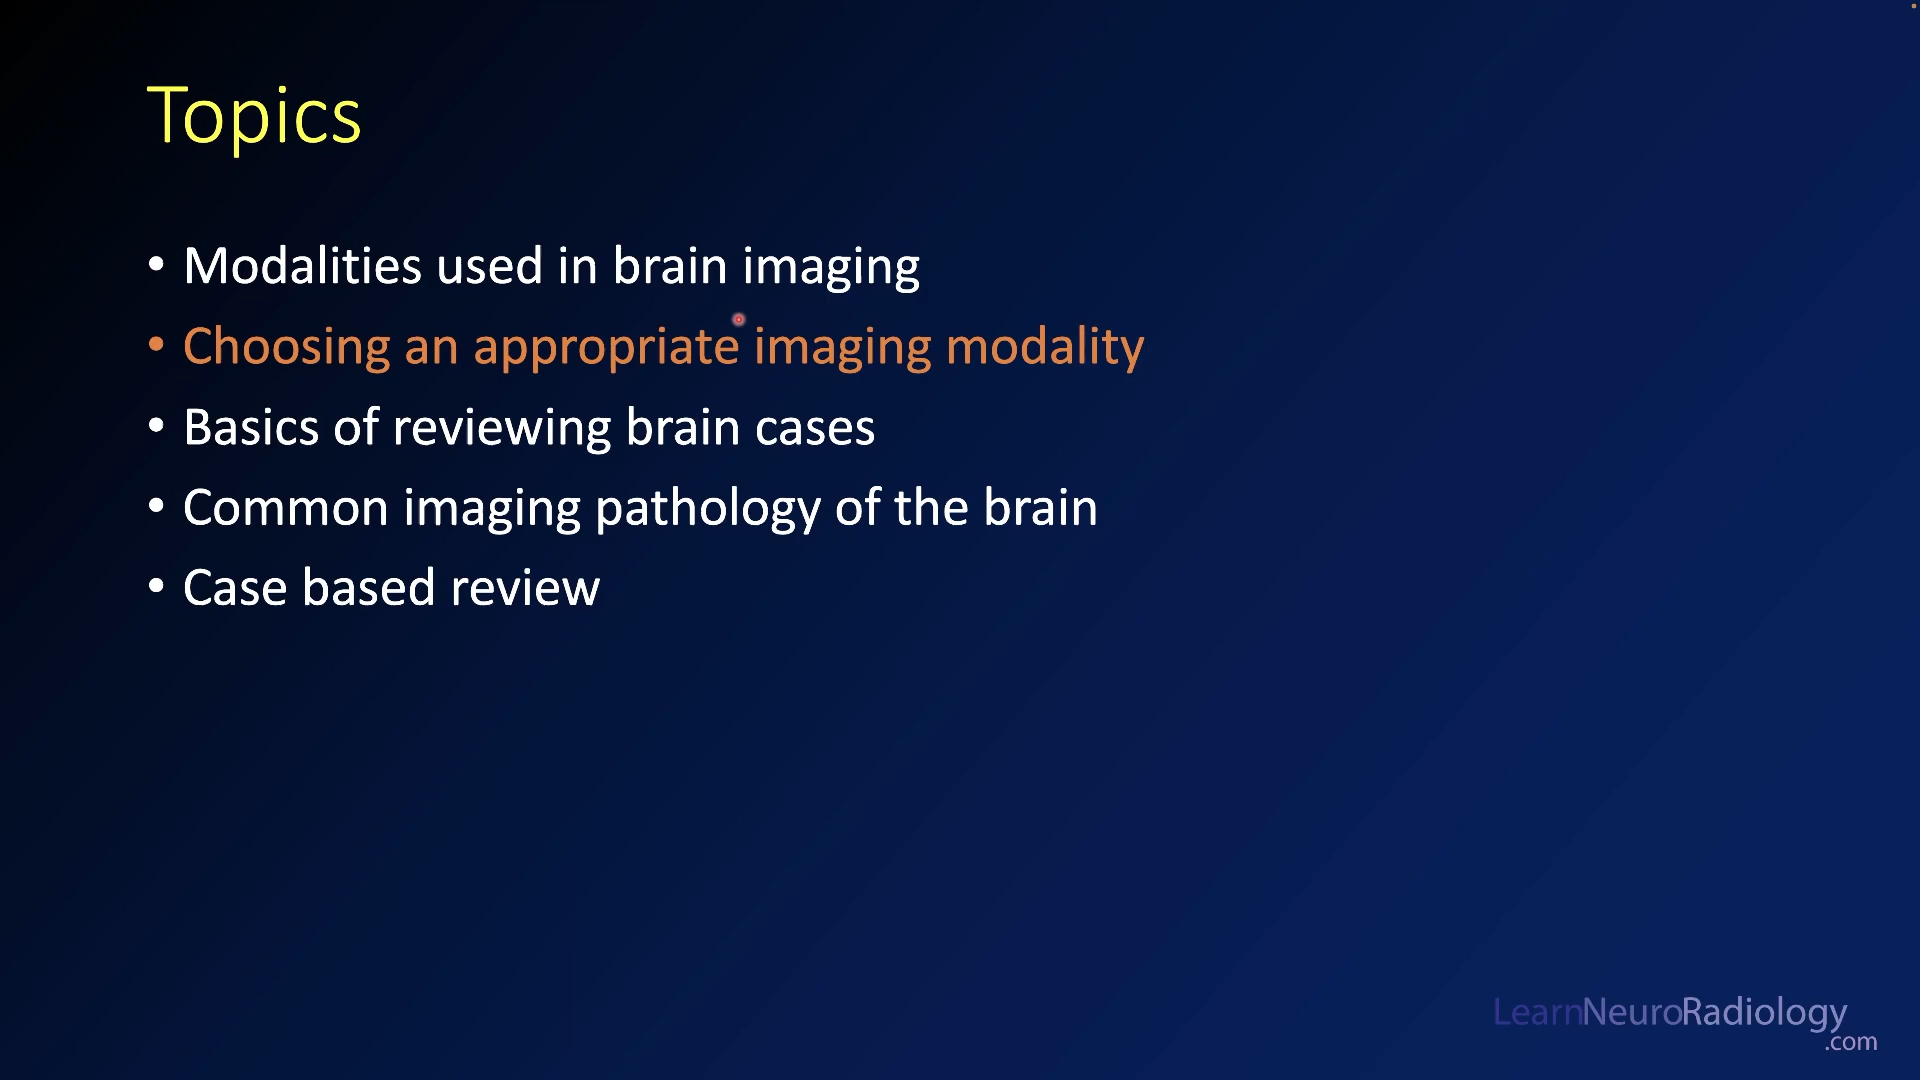 Topics
• Modalities used in brain imaging
• Choosing an appropriate imaging modality
• Basics of reviewing brain cases
• Common imaging pathology of the brain
• Case based review
LearnNeuroRadiology
.com